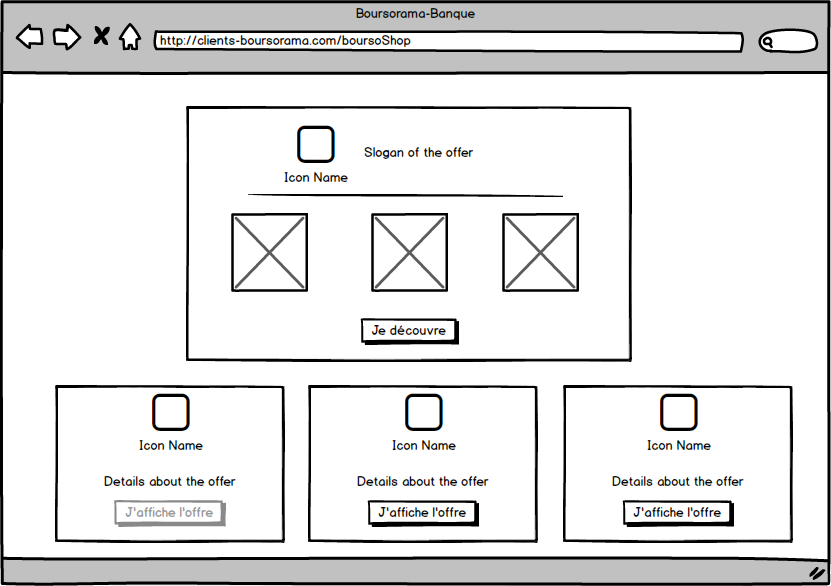 Boursorama-Banque
http://clients-boursorama.com/boursoShop
Slogan of the offer
Icon Name
Je découvre
Icon Name
Details about the offer
J'affiche l'offre
Icon Name
Details about the offer
J'affiche l'offre
Icon Name
Details about the offer
J'affiche l'offre